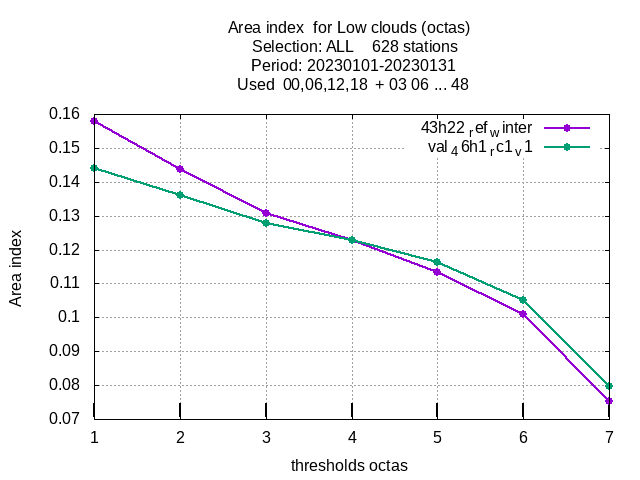 Area index  for Low clouds (octas)
Selection: ALL    628 stations
Period: 20230101-20230131
Used  00,06,12,18  + 03 06 ... 48
43h22 ref winter
val 4 6h1 r c1 v 1
0.16
0.15
0.14
0.13
0.12
0.11
0.1
0.09
0.08
0.07
Area index
1 2 3 4 5 6 7
thresholds octas